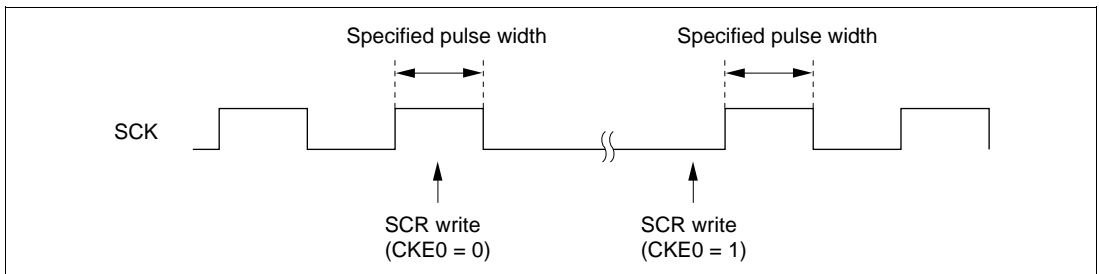 Specified pulse width
Specified pulse width
SCK
SCR write
(CKE0 = 0)
SCR write
(CKE0 = 1)